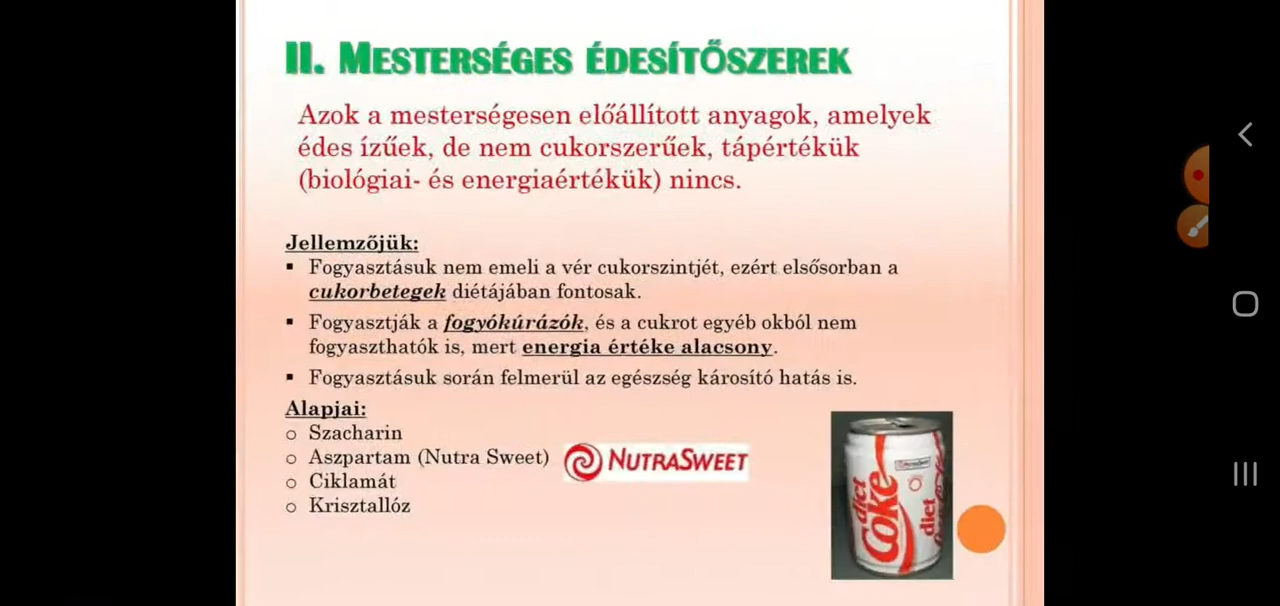 II. MESTERSÉGES ÉDESÍTŐSZEREK
Azok a mesterségesen előállított anyagok, amelyek
édes ízűek, de nem cukorszerűek, tápértékük
(biológiai- és energiaértékük) nincs.
Jellemzőjük:
▪ Fogyasztásuk nem emeli a vér cukorszintjét, ezért elsősorban a
cukorbetegek diétájában fontosak.
▪ Fogyasztják a fogyókúrázók, és a cukrot egyéb okból nem
fogyaszthatók is, mert energia értéke alacsony.
▪ Fogyasztásuk során felmerül az egészség károsító hatás is.
Alapjai:
o Szacharin
o Aszpartam (Nutra Sweet)
NUTRASWEET
o Ciklamát
o Krisztallóz
diet
Coke
diet